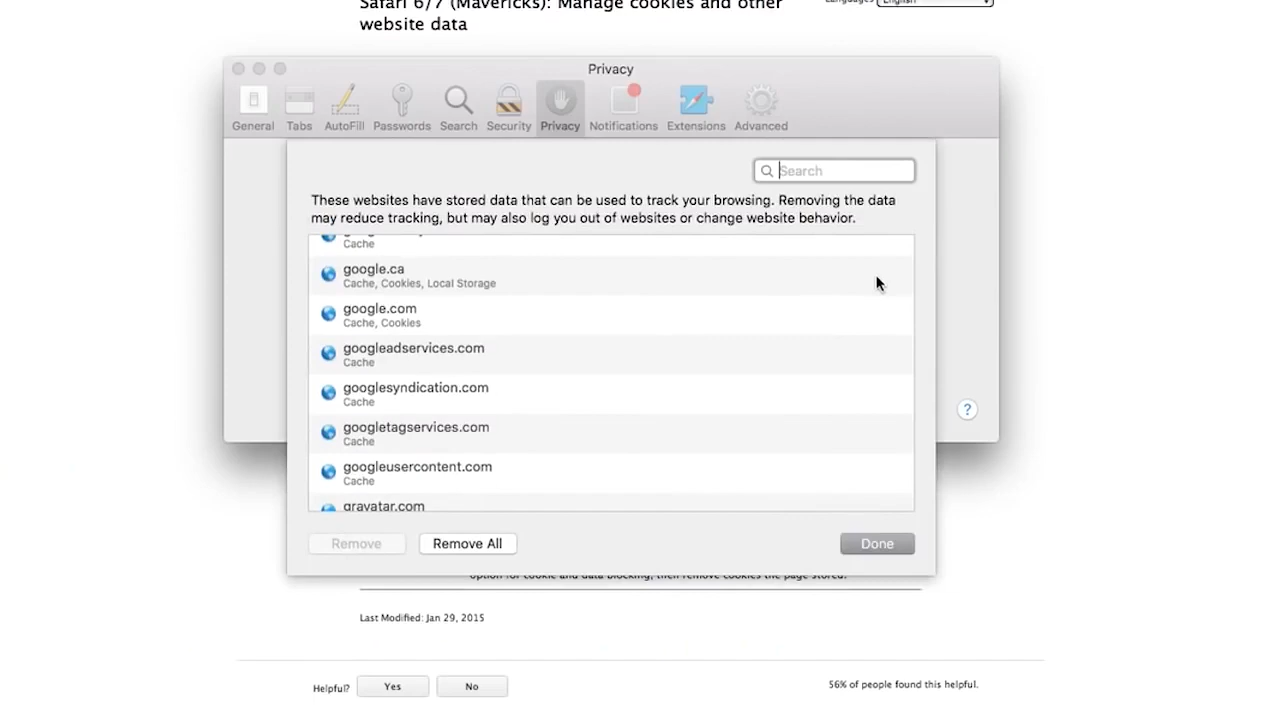 Safari 6/7 (Mavericks): Manage cookies and other
website data
Languages
English
Privacy
General
Tabs
AutoFill
Passwords
Search
Security
Privacy
Notifications
Extensions
Advanced
Search
These websites have stored data that can be used to track your browsing. Removing the data
may reduce tracking, but may also log you out of websites or change website behavior.
Cache
google.ca
Cache, Cookies, Local Storage
google.com
Cache, Cookies
googleadservices.com
Cache
googlesyndication.com
Cache
googletagservices.com
Cache
googleusercontent.com
Cache
gravatar.com
?
Remove
Remove All
Done
option for cookie and data blocking, then remove cookies the page stored.
Last Modified: Jan 29, 2015
Helpful?
Yes
No
56% of people found this helpful.